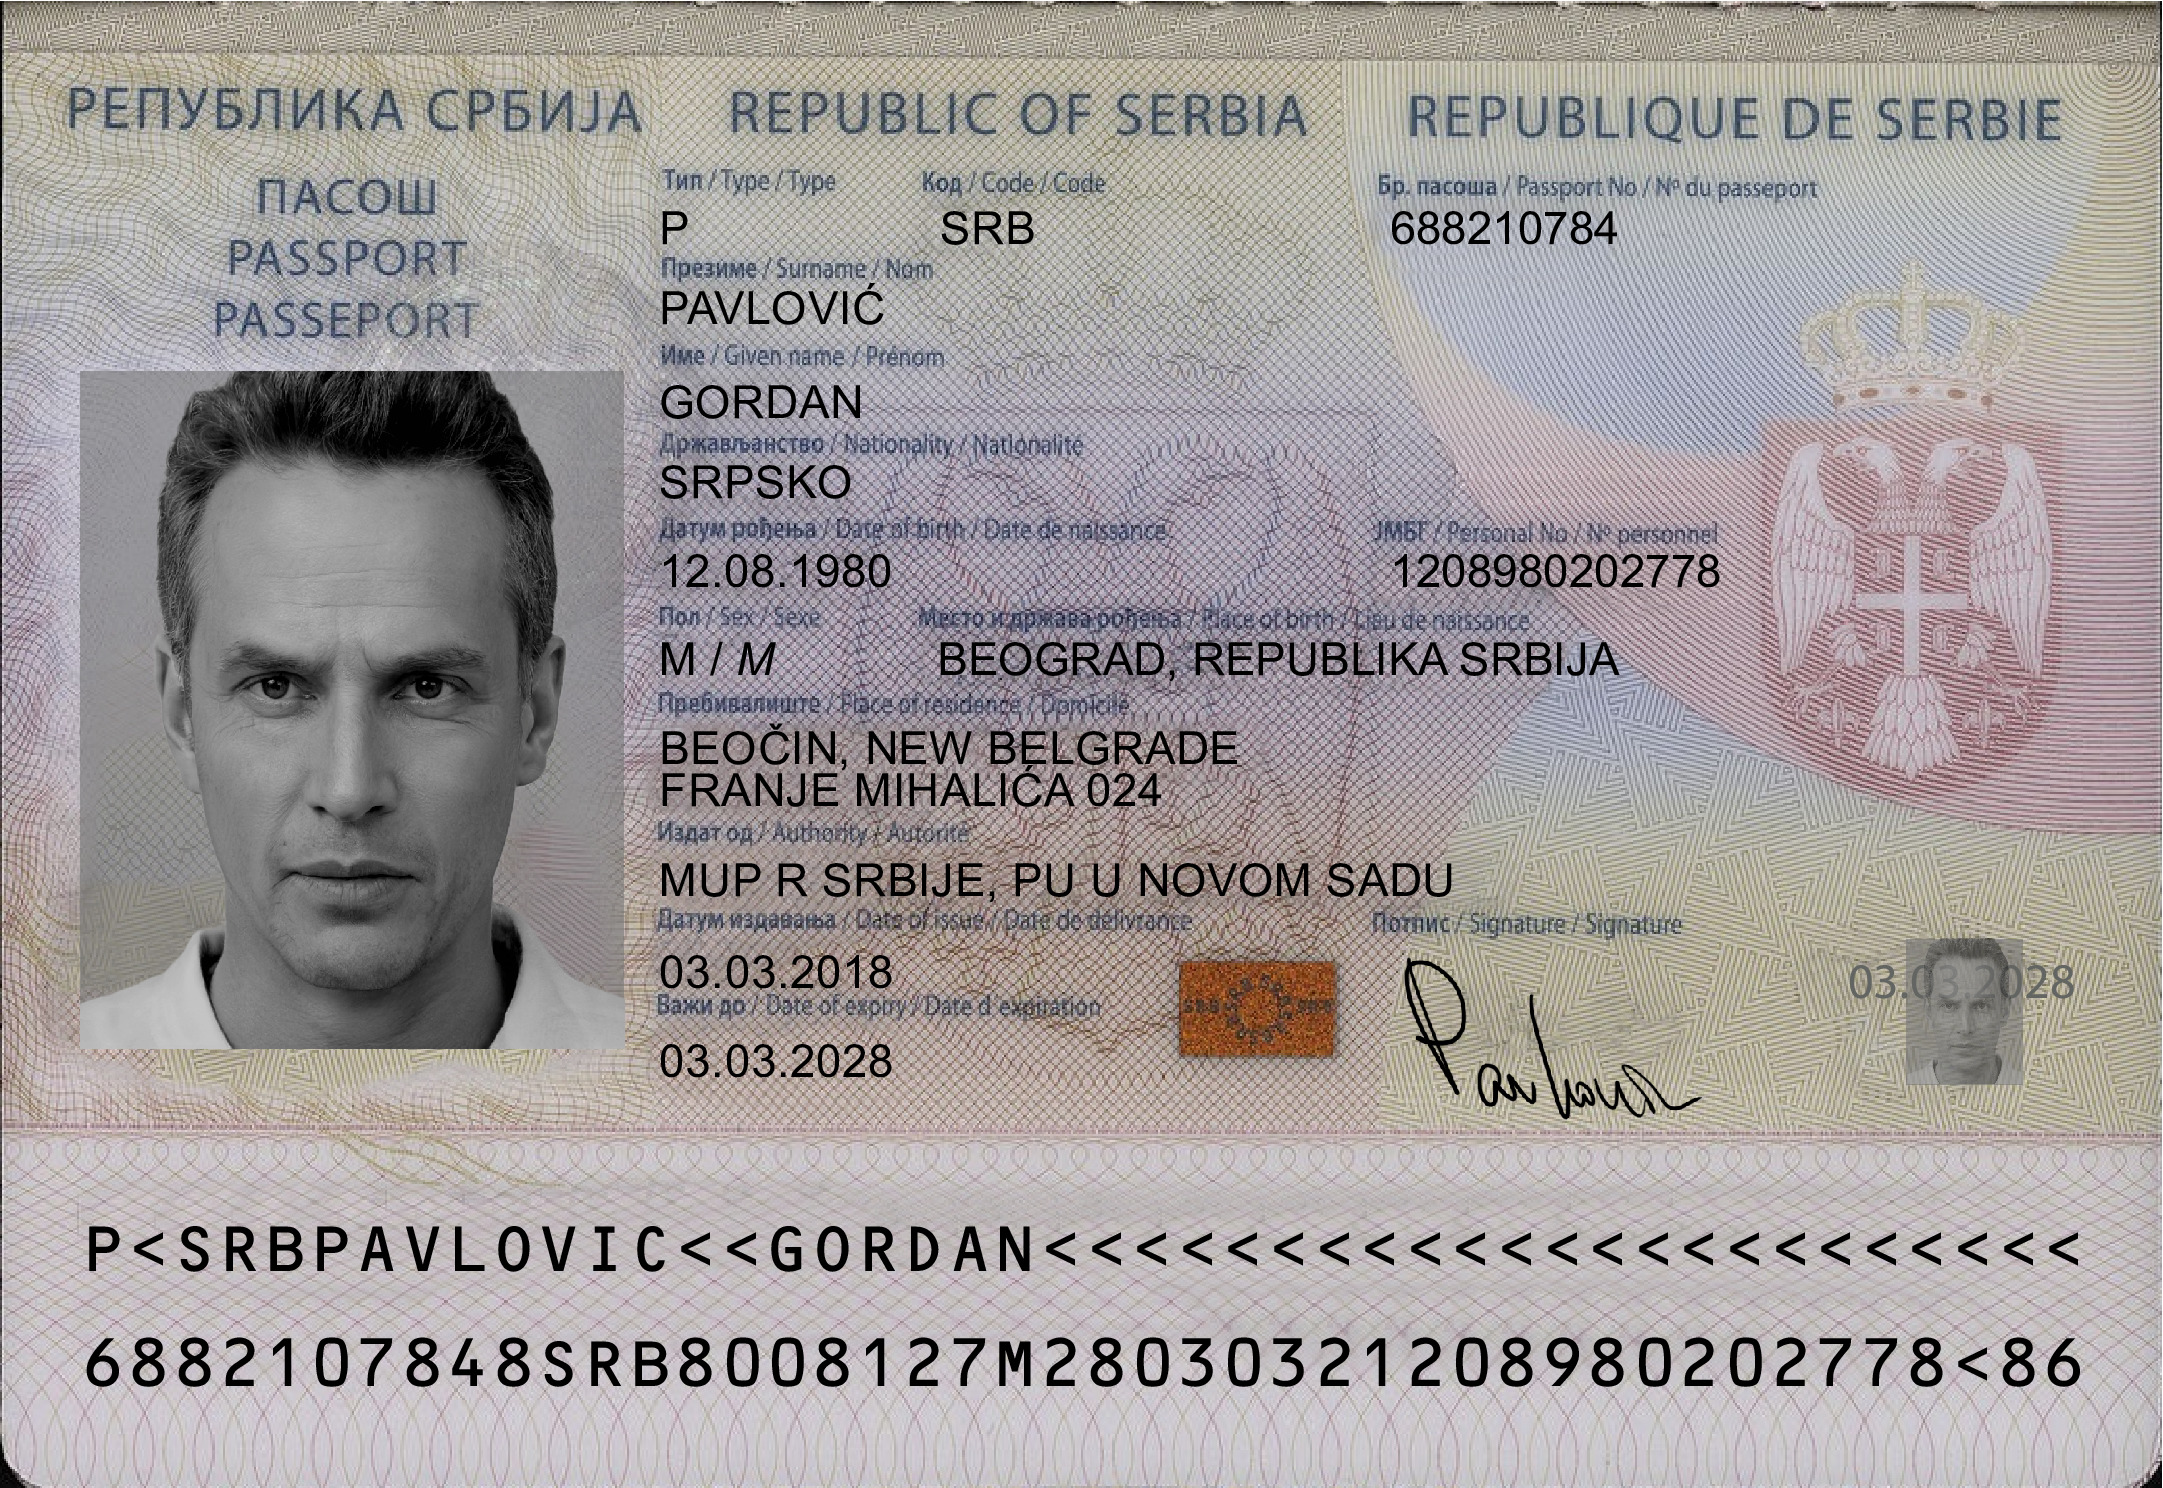 РЕПУБЛИКА СРБИЈА REPUBLIC OF SERBIA REPUBLIQUE DE SERBIE
ПАСОШ
PASSPORT
PASSEPORT
Тип / Type / Type Код / Code / Code Бр. пасоша / Passport No / Nº du passeport
P SRB 688210784
Презиме / Surname / Nom
PAVLOVIĆ
Име / Given name / Prénom
GORDAN
Држављанство / Nationality / Nationalité
SRPSKO
Датум рођења / Date of birth / Date de naissance ЈМБГ / Personal No / Nº personnel
12.08.1980 1208980202778
Пол / Sex / Sexe Место и држава рођења / Place of birth / Lieu de naissance
M / M BEOGRAD, REPUBLIKA SRBIJA
Пребивалиште / Place of residence / Domicile
BEOČIN, NEW BELGRADE
FRANJE MIHALIĆA 024
Издат од / Authority / Autorité
MUP R SRBIJE, PU U NOVOM SADU
Датум издавања / Date of issue / Date de délivrance Потпис / Signature / Signature
03.03.2018
03.03.2028
Важи до / Date of expiry / Date d expiration
03.03.2028
P<SRBPAVLOVIC<<GORDAN<<<<<<<<<<<<<<<<<<<<<<<
6882107848SRB8008127M28030321208980202778<86